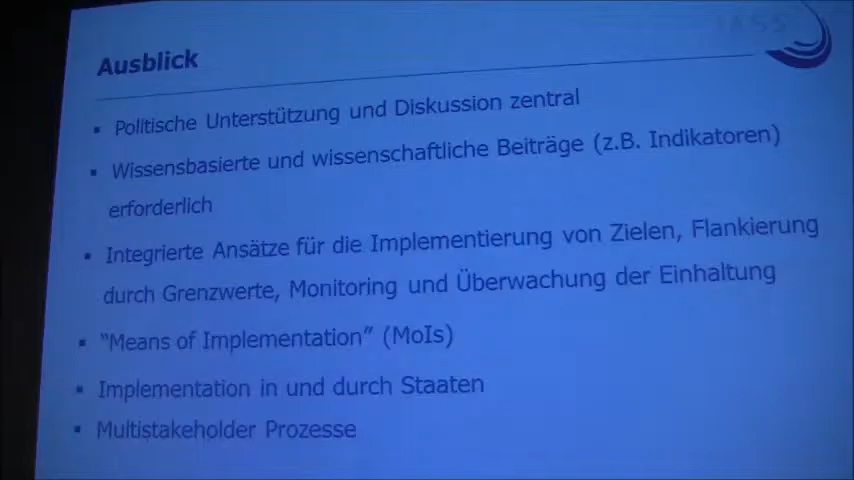 IASS
Ausblick
▪ Politische Unterstützung und Diskussion zentral
▪ Wissensbasierte und wissenschaftliche Beiträge (z.B. Indikatoren)
erforderlich
▪ Integrierte Ansätze für die Implementierung von Zielen, Flankierung
durch Grenzwerte, Monitoring und Überwachung der Einhaltung
▪ “Means of Implementation” (MoIs)
▪ Implementation in und durch Staaten
▪ Multistakeholder Prozesse